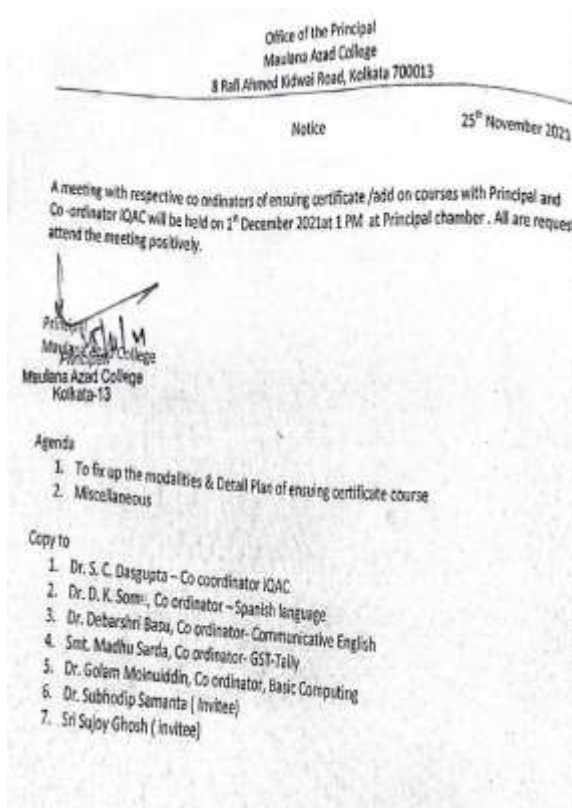 Office of the Principal
Maulana Azad College
8 Rafi Ahmed Kidwai Road, Kolkata 700013
Notice
25th November 2021
A meeting with respective co ordinators of ensuing certificate /add on courses with Principal and
Co -ordinator IQAC will be held on 1st December 2021at 1 PM at Principal chamber . All are reques
attend the meeting positively.
Principal
Maulana Azad College
Principal
Maulana Azad College
Kolkata-13
Agenda
1. To fix up the modalities & Detail Plan of ensuing certificate course
2. Miscellaneous
Copy to
1. Dr. S. C. Dasgupta – Co coordinator IQAC
2. Dr. D. K. Co ordinator – Spanish language
3. Dr. Debarshri Basu, Co ordinator- Communicative English
4. Smt. Madhu Sarda, Co ordinator- GST-Tally
5. Dr. Golam Moinuiddin, Co ordinator, Basic Computing
6. Dr. Subhodip Samanta ( Invitee)
7. Sri Sujoy Ghosh ( invitee)